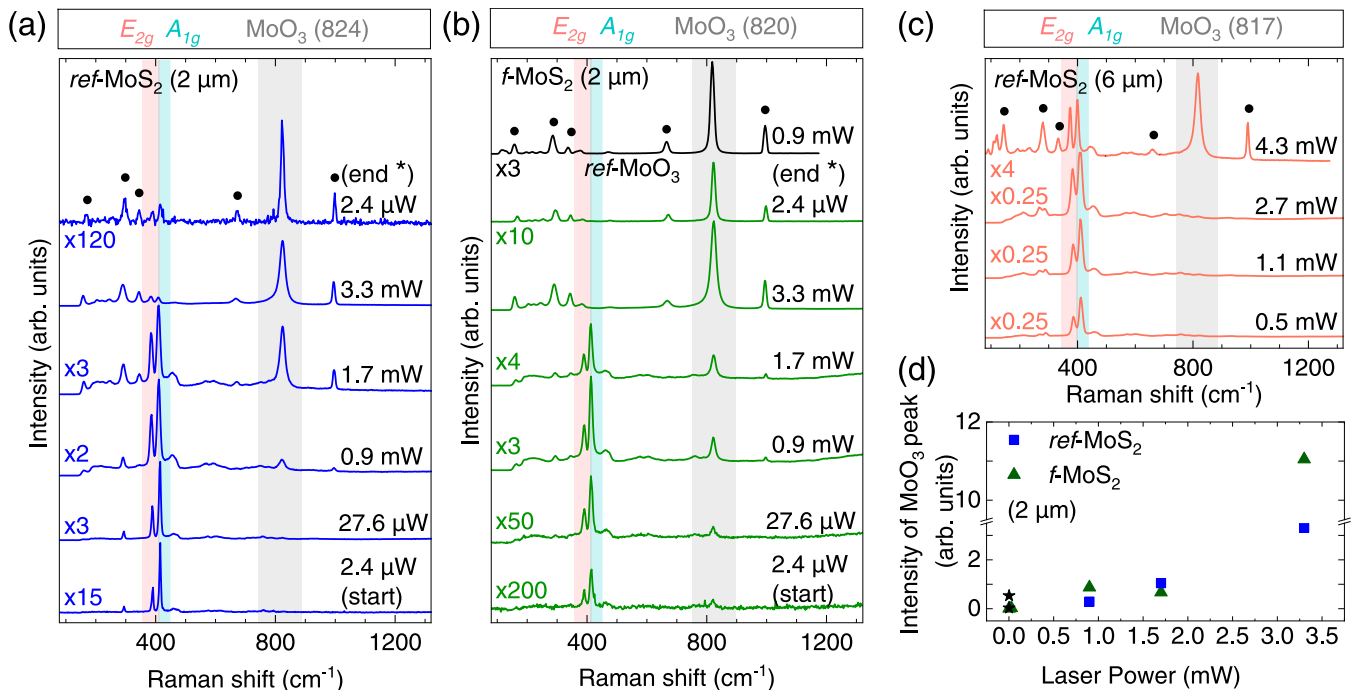 (a)
E2g A1g MoO3 (824)
ref-MoS2 (2 µm)
(end *)
2.4 µW
x120
3.3 mW
x3
1.7 mW
x2
0.9 mW
x3
27.6 µW
2.4 µW
x15
(start)
400 800 1200
Raman shift (cm-1)
Intensity (arb. units)
(b)
E2g A1g MoO3 (820)
f-MoS2 (2 µm)
0.9 mW
x3 ref-MoO3
(end *)
2.4 µW
x10
3.3 mW
x4
1.7 mW
x3
0.9 mW
x50
27.6 µW
2.4 µW
x200
(start)
400 800 1200
Raman shift (cm-1)
Intensity (arb. units)
(c)
E2g A1g MoO3 (817)
ref-MoS2 (6 µm)
4.3 mW
x4
x0.25
2.7 mW
x0.25
1.1 mW
x0.25
0.5 mW
400 800 1200
Raman shift (cm-1)
Intensity (arb. units)
(d)
12
10
2
0
ref-MoS2
f-MoS2
(2 µm)
0.0 0.5 1.0 1.5 2.0 2.5 3.0 3.5
Laser Power (mW)
Intensity of MoO3 peak
(arb. units)